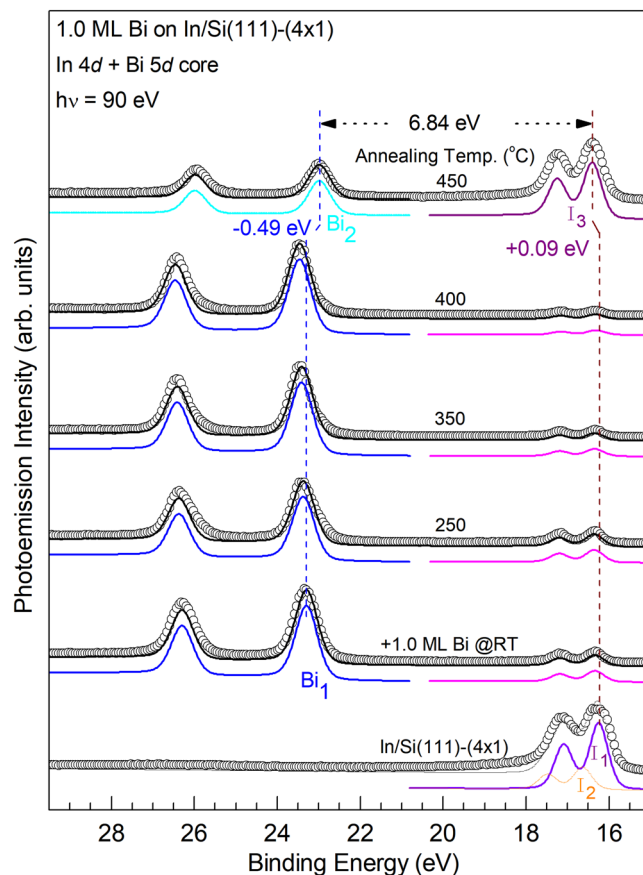 1.0 ML Bi on In/Si(111)-(4x1)
In 4d + Bi 5d core
hν = 90 eV
6.84 eV
Annealing Temp. (°C)
450
-0.49 eV
Bi2
I3
+0.09 eV
400
350
250
+1.0 ML Bi @RT
Bi1
In/Si(111)-(4x1)
I1
I2
28 26 24 22 20 18 16
Binding Energy (eV)
Photoemission Intensity (arb. units)